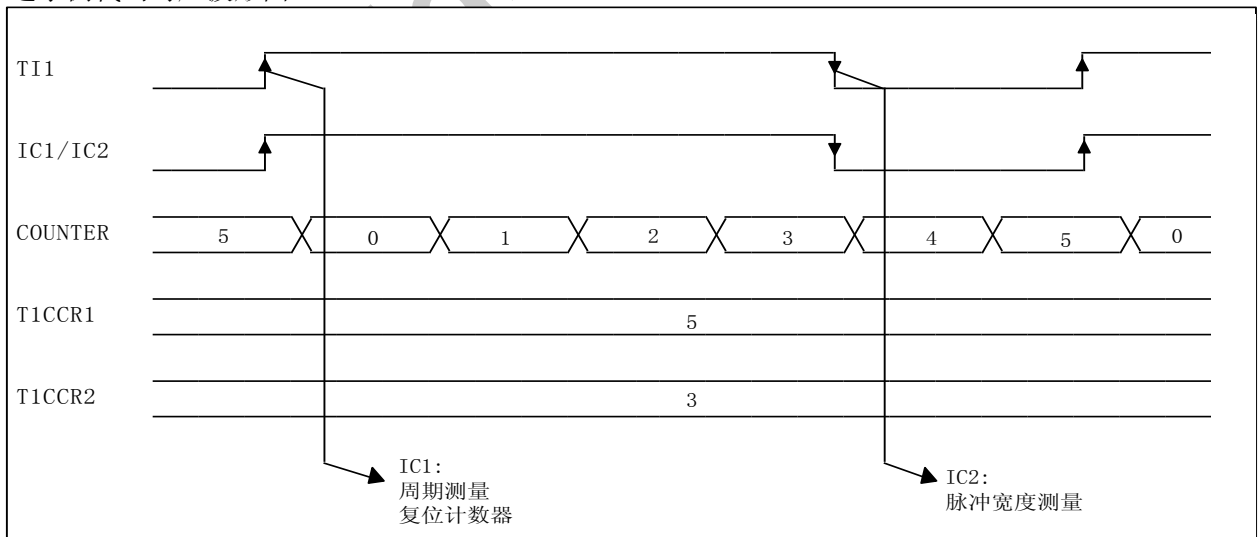 TI1
IC1/IC2
COUNTER 5 0 1 2 3 4 5 0
T1CCR1 5
T1CCR2 3
IC1:
周期测量
复位计数器
IC2:
脉冲宽度测量